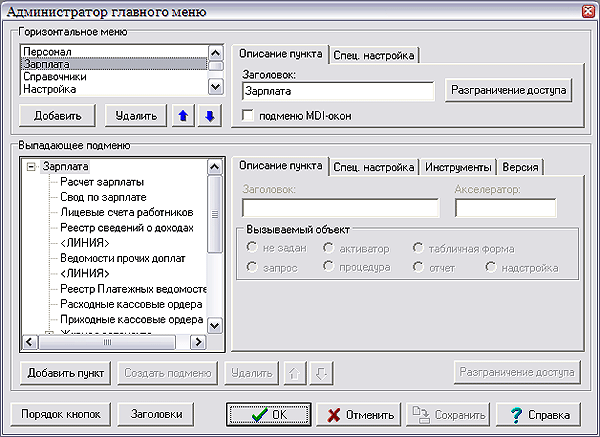 Администратор главного меню
Горизонтальное меню
Персонал
Зарплата
Справочники
Настройка
Добавить
Удалить
Описание пункта
Спец. настройка
Заголовок:
Зарплата
Разграничение доступа
подменю MDI-окон
Выпадающее подменю
Зарплата
Расчет зарплаты
Свод по зарплате
Лицевые счета работников
Реестр сведений о доходах
<ЛИНИЯ>
Ведомости прочих доплат
<ЛИНИЯ>
Реестр Платежных ведомосте
Расходные кассовые ордера
Приходные кассовые ордера
Описание пункта
Спец. настройка
Инструменты
Версия
Заголовок:
Акселератор:
Вызываемый объект
не задан
активатор
табличная форма
запрос
процедура
отчет
надстройка
Добавить пункт
Создать подменю
Удалить
Разграничение доступа
Порядок кнопок
Заголовки
OK
Отменить
Сохранить
? Справка